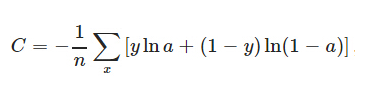 C = -\frac{1}{n} \sum_{x} [y \ln a + (1 - y) \ln(1 - a)]